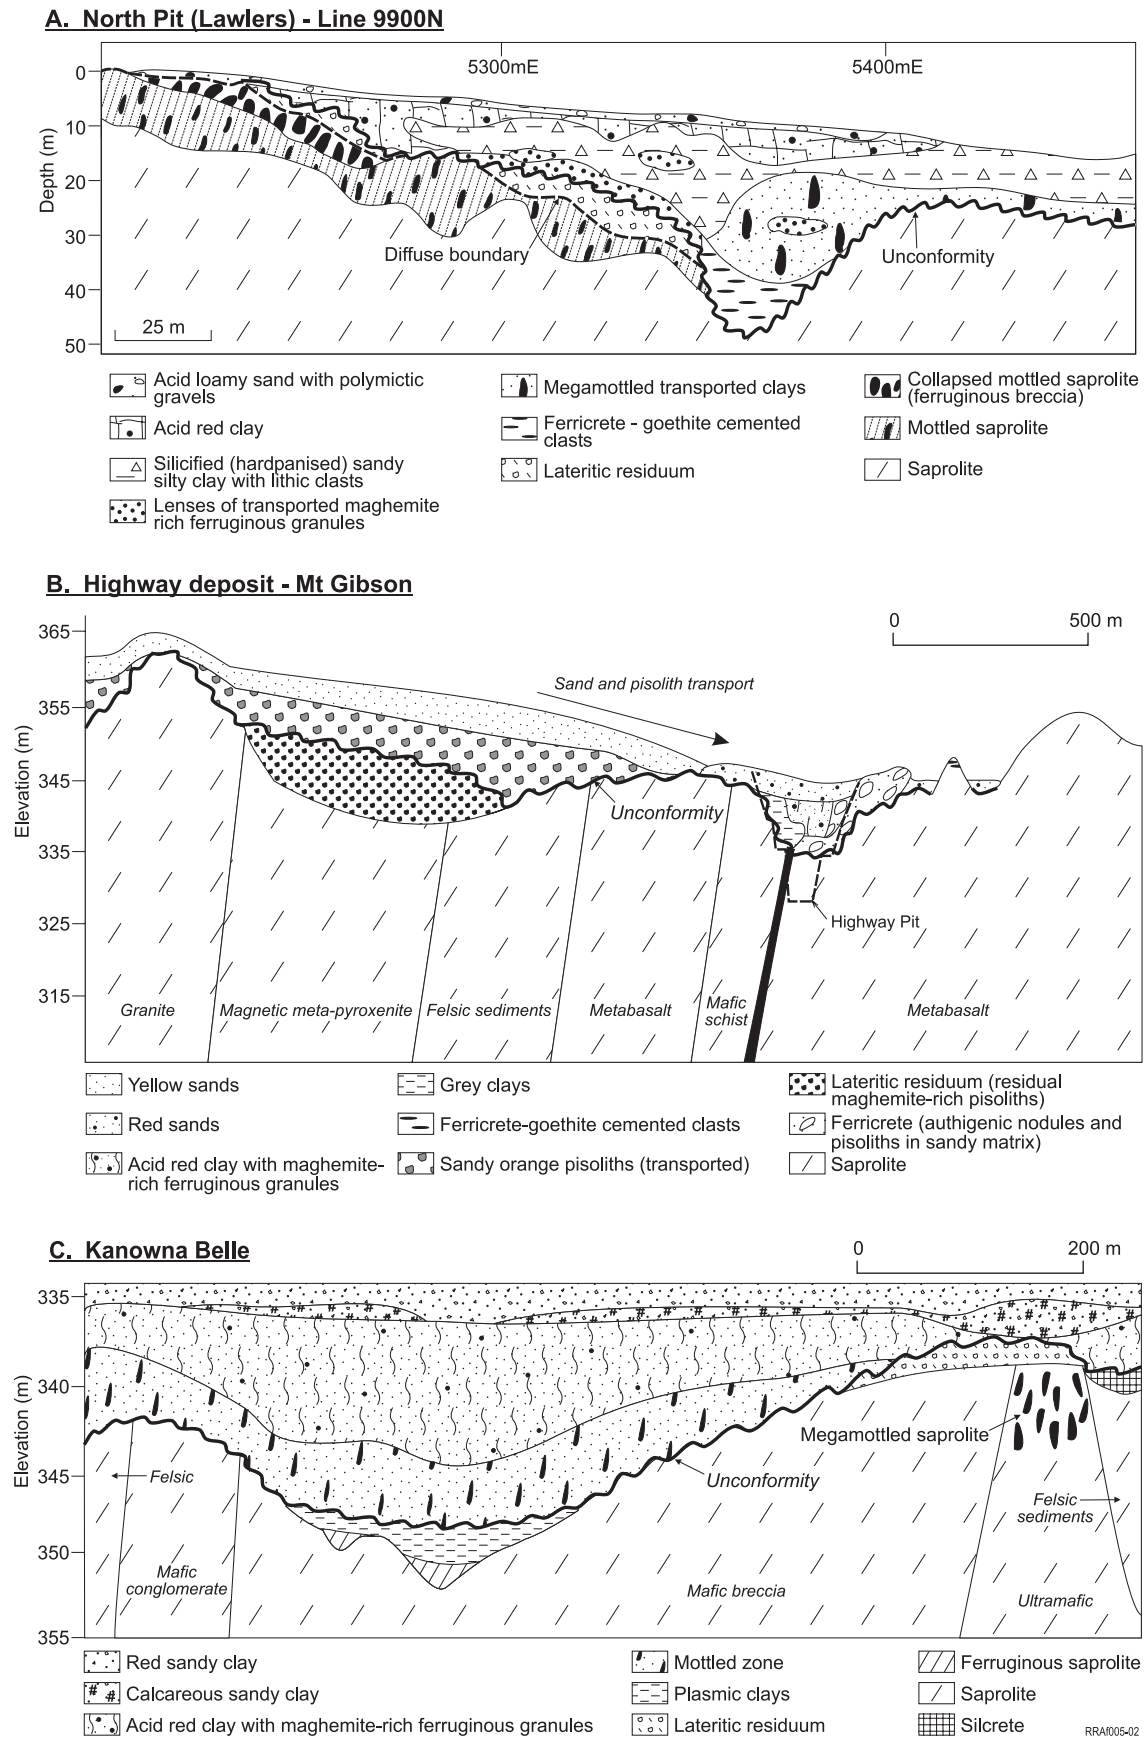 A. North Pit (Lawlers) - Line 9900N
5300mE
5400mE
0
10
20
30
40
50
Depth (m)
Diffuse boundary
Unconformity
25 m
Acid loamy sand with polymictic
gravels
Acid red clay
Silicified (hardpanised) sandy
silty clay with lithic clasts
Lenses of transported maghemite
rich ferruginous granules
Megamottled transported clays
Ferricrete - goethite cemented
clasts
Lateritic residuum
Collapsed mottled saprolite
(ferruginous breccia)
Mottled saprolite
Saprolite
B. Highway deposit - Mt Gibson
0
500 m
365
355
345
335
325
315
Elevation (m)
Sand and pisolith transport
Unconformity
Highway Pit
Granite
Magnetic meta-pyroxenite
Felsic sediments
Metabasalt
Mafic
schist
Metabasalt
Yellow sands
Red sands
Acid red clay with maghemite-
rich ferruginous granules
Grey clays
Ferricrete-goethite cemented clasts
Sandy orange pisoliths (transported)
Lateritic residuum (residual
maghemite-rich pisoliths)
Ferricrete (authigenic nodules and
pisoliths in sandy matrix)
Saprolite
C. Kanowna Belle
0
200 m
335
340
345
350
355
Elevation (m)
Megamottled saprolite
Unconformity
Felsic
Felsic
sediments
Mafic
conglomerate
Mafic breccia
Ultramafic
Red sandy clay
Calcareous sandy clay
Acid red clay with maghemite-rich ferruginous granules
Mottled zone
Plasmic clays
Lateritic residuum
Ferruginous saprolite
Saprolite
Silcrete
RRAf005-02